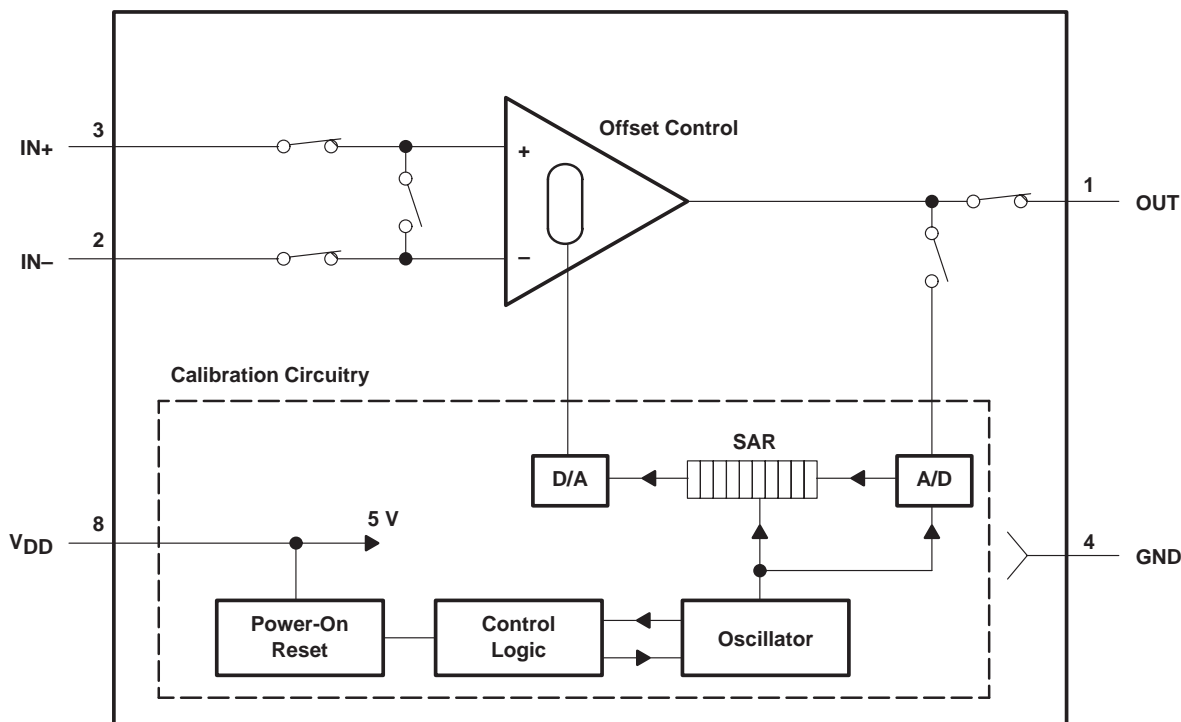 Offset Control
3
IN+
+
1
OUT
2
IN–
–
Calibration Circuitry
SAR
D/A
A/D
5 V
8
VDD
4
GND
Power-On
Reset
Control
Logic
Oscillator